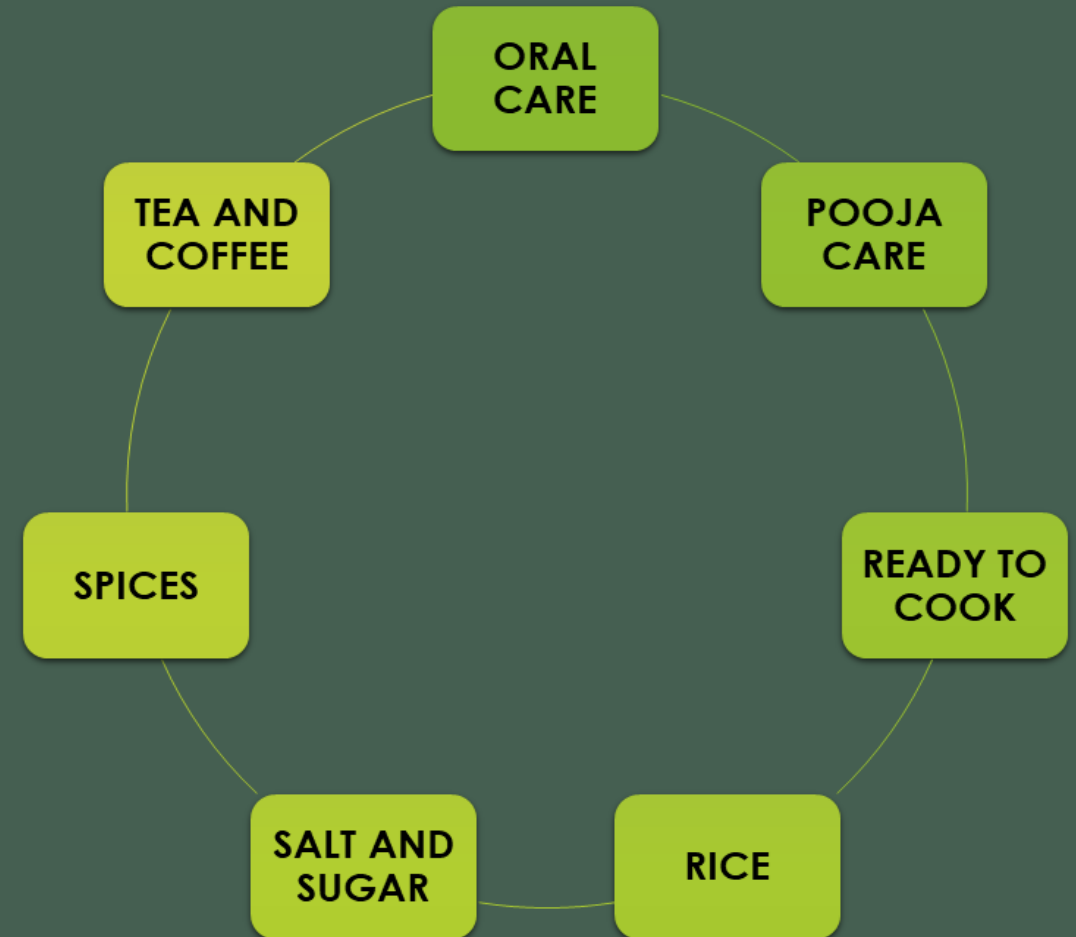 ORAL
CARE
POOJA
CARE
READY TO
COOK
RICE
SALT AND
SUGAR
SPICES
TEA AND
COFFEE